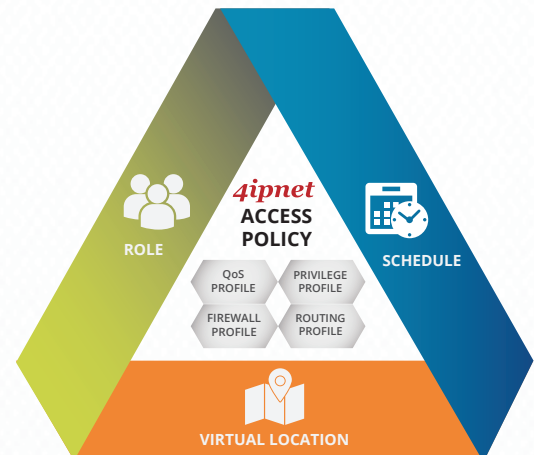 4ipnet
ACCESS
POLICY
ROLE
SCHEDULE
QoS
PROFILE
PRIVILEGE
PROFILE
FIREWALL
PROFILE
ROUTING
PROFILE
VIRTUAL LOCATION